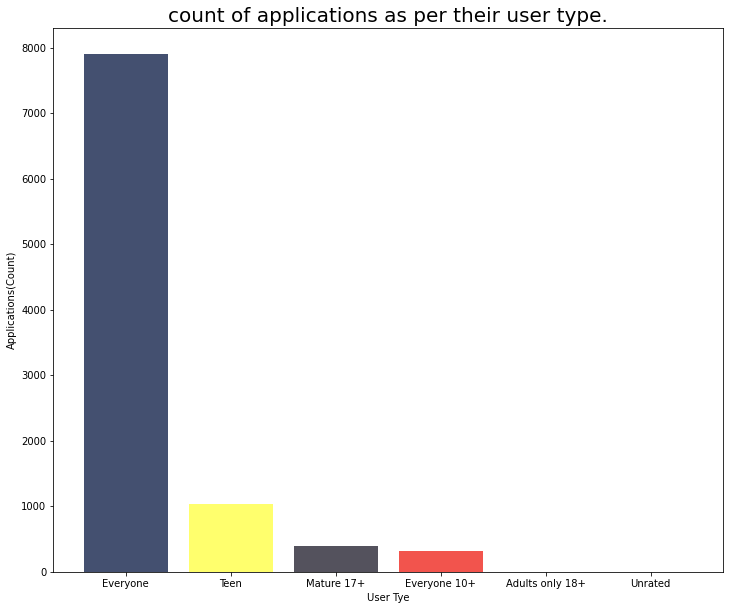 count of applications as per their user type.
8000
7000
6000
5000
4000
3000
2000
1000
0
Applications(Count)
Everyone Teen Mature 17+ Everyone 10+ Adults only 18+ Unrated
User Tye